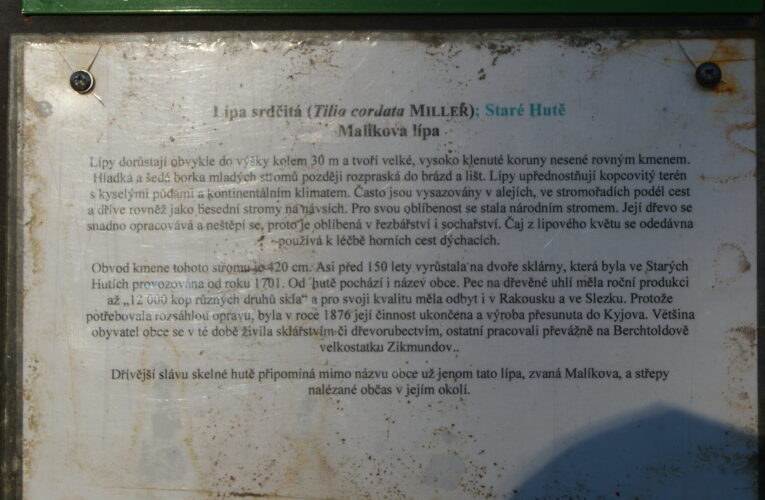 Lípa srdčitá (Tilia cordata MILLER); Staré Hutě
Malíkova lípa
Lípy dorůstají obvykle do výšky kolem 30 m a tvoří velké, vysoko klenuté koruny nesené rovným kmenem.
Hladká a šedá borka mladých stromů později rozpraská do brázd a lišt. Lípy upřednostňují kopcovitý terén
s kyselými půdami a kontinentálním klimatem. Často jsou vysazovány v alejích, ve stromořadích podél cest
a dříve rovněž jako besední stromy na návsích. Pro svou oblíbenost se stala národním stromem. Její dřevo se
snadno opracovává a neštěpí se, proto je oblíbená v řezbářství i sochařství. Čaj z lipového květu se odedávna
používá k léčbě horních cest dýchacích.
Obvod kmene tohoto stromu je 420 cm. Asi před 150 lety vyrůstala na dvoře sklárny, která byla ve Starých
Hutích provozována od roku 1701. Od hutě pochází i název obce. Pec na dřevěné uhlí měla roční produkci
až „12 000 kop různých druhů skla“ a pro svoji kvalitu měla odbyt i v Rakousku a ve Slezku. Protože
potřebovala rozsáhlou opravu, byla v roce 1876 její činnost ukončena a výroba přesunuta do Kyjova. Většina
obyvatel obce se v té době živila sklářstvím či dřevorubectvím, ostatní pracovali převážně na Berchtoldově
velkostatku Zikmundov..
Dřívější slávu skelné hutě připomíná mimo názvu obce už jenom tato lípa, zvaná Malíkova, a střepy
nalézané občas v jejím okolí.